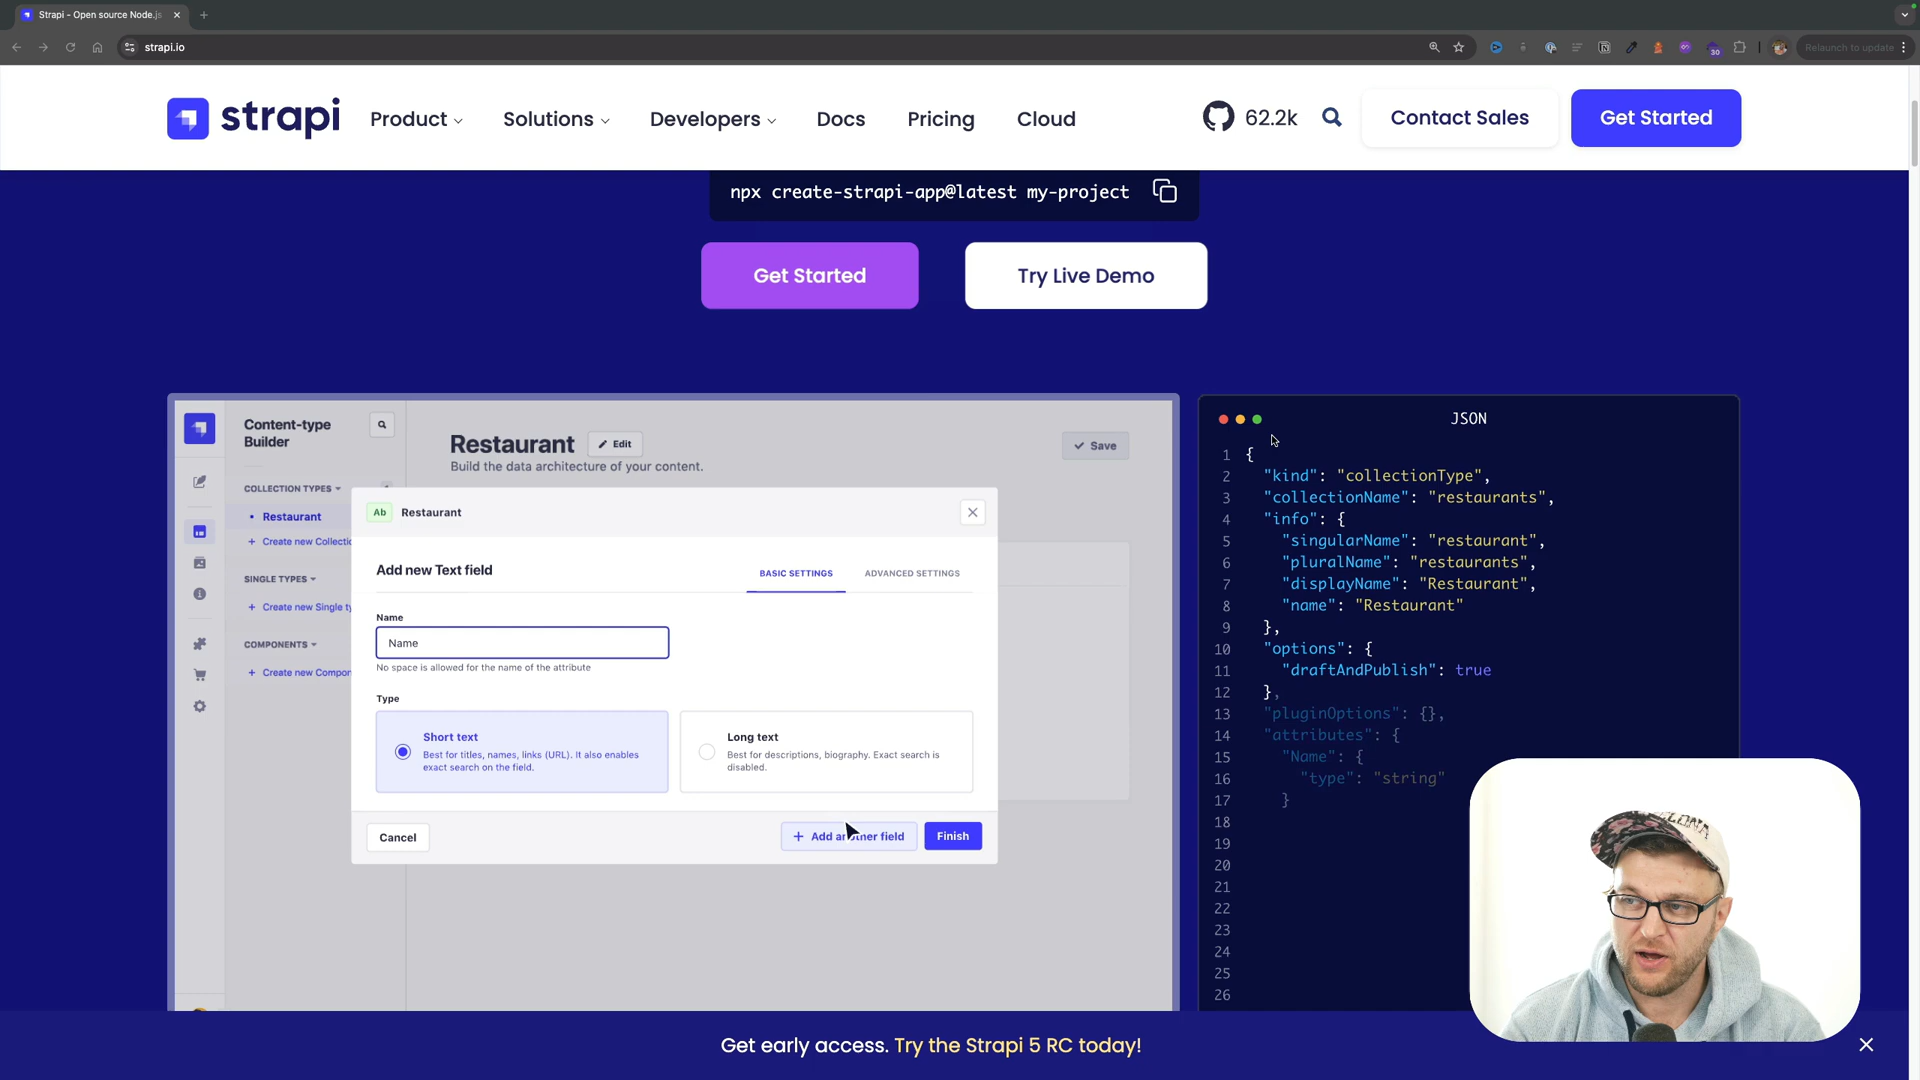 Strapi - Open source Node.js
strapi.io
30
Relaunch to update
strapi
Product
Solutions
Developers
Docs
Pricing
Cloud
62.2k
Contact Sales
Get Started
npx create-strapi-app@latest my-project
Get Started
Try Live Demo
Content-type
Builder
COLLECTION TYPES
Restaurant
+ Create new Collectic
SINGLE TYPES
+ Create new Single ty
COMPONENTS
+ Create new Compon
Restaurant
Edit
Save
Build the data architecture of your content.
Ab
Restaurant
Add new Text field
BASIC SETTINGS
ADVANCED SETTINGS
Name
Name
No space is allowed for the name of the attribute
Type
Short text
Best for titles, names, links (URL). It also enables
exact search on the field.
Long text
Best for descriptions, biography. Exact search is
disabled.
Cancel
+ Add another field
Finish
JSON
1 {
2 "kind": "collectionType",
3 "collectionName": "restaurants",
4 "info": {
5 "singularName": "restaurant",
6 "pluralName": "restaurants",
7 "displayName": "Restaurant",
8 "name": "Restaurant"
9 },
10 "options": {
11 "draftAndPublish": true
12 },
13 "pluginOptions": {},
14 "attributes": {
15 "Name": {
16 "type": "string"
17 }
18
19
20
21
22
23
24
25
26
Get early access. Try the Strapi 5 RC today!